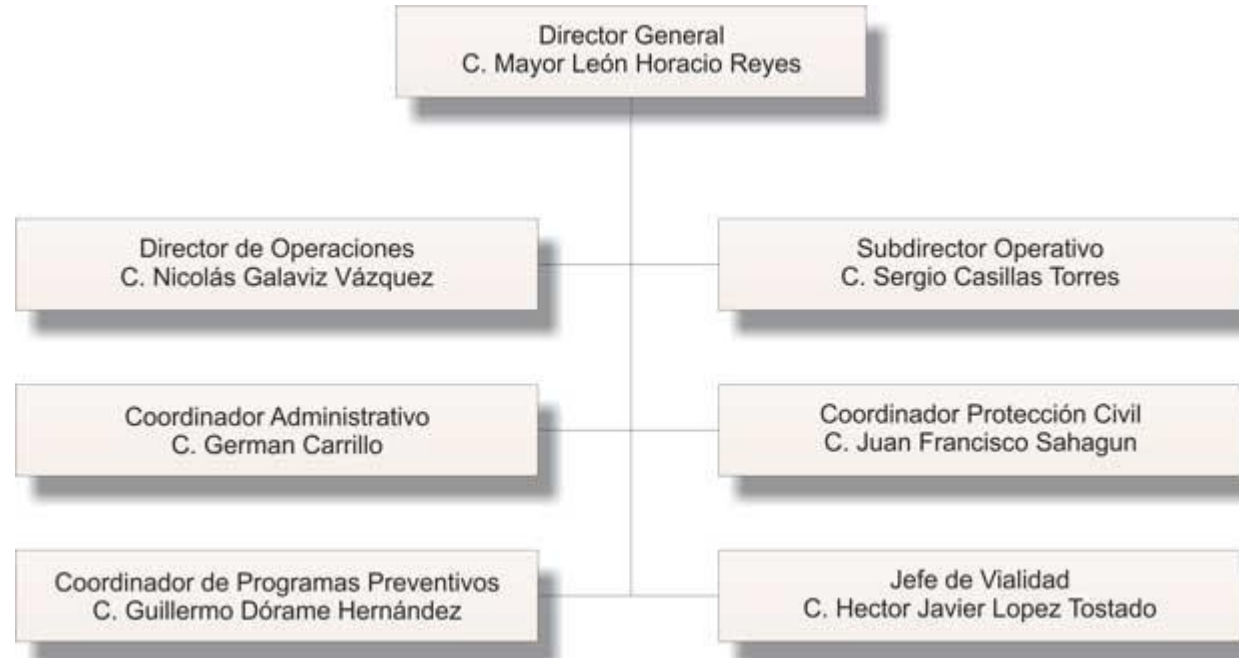 Director General
C. Mayor León Horacio Reyes
Director de Operaciones
C. Nicolás Galaviz Vázquez
Subdirector Operativo
C. Sergio Casillas Torres
Coordinador Administrativo
C. German Carrillo
Coordinador Protección Civil
C. Juan Francisco Sahagun
Coordinador de Programas Preventivos
C. Guillermo Dórame Hernández
Jefe de Vialidad
C. Hector Javier Lopez Tostado